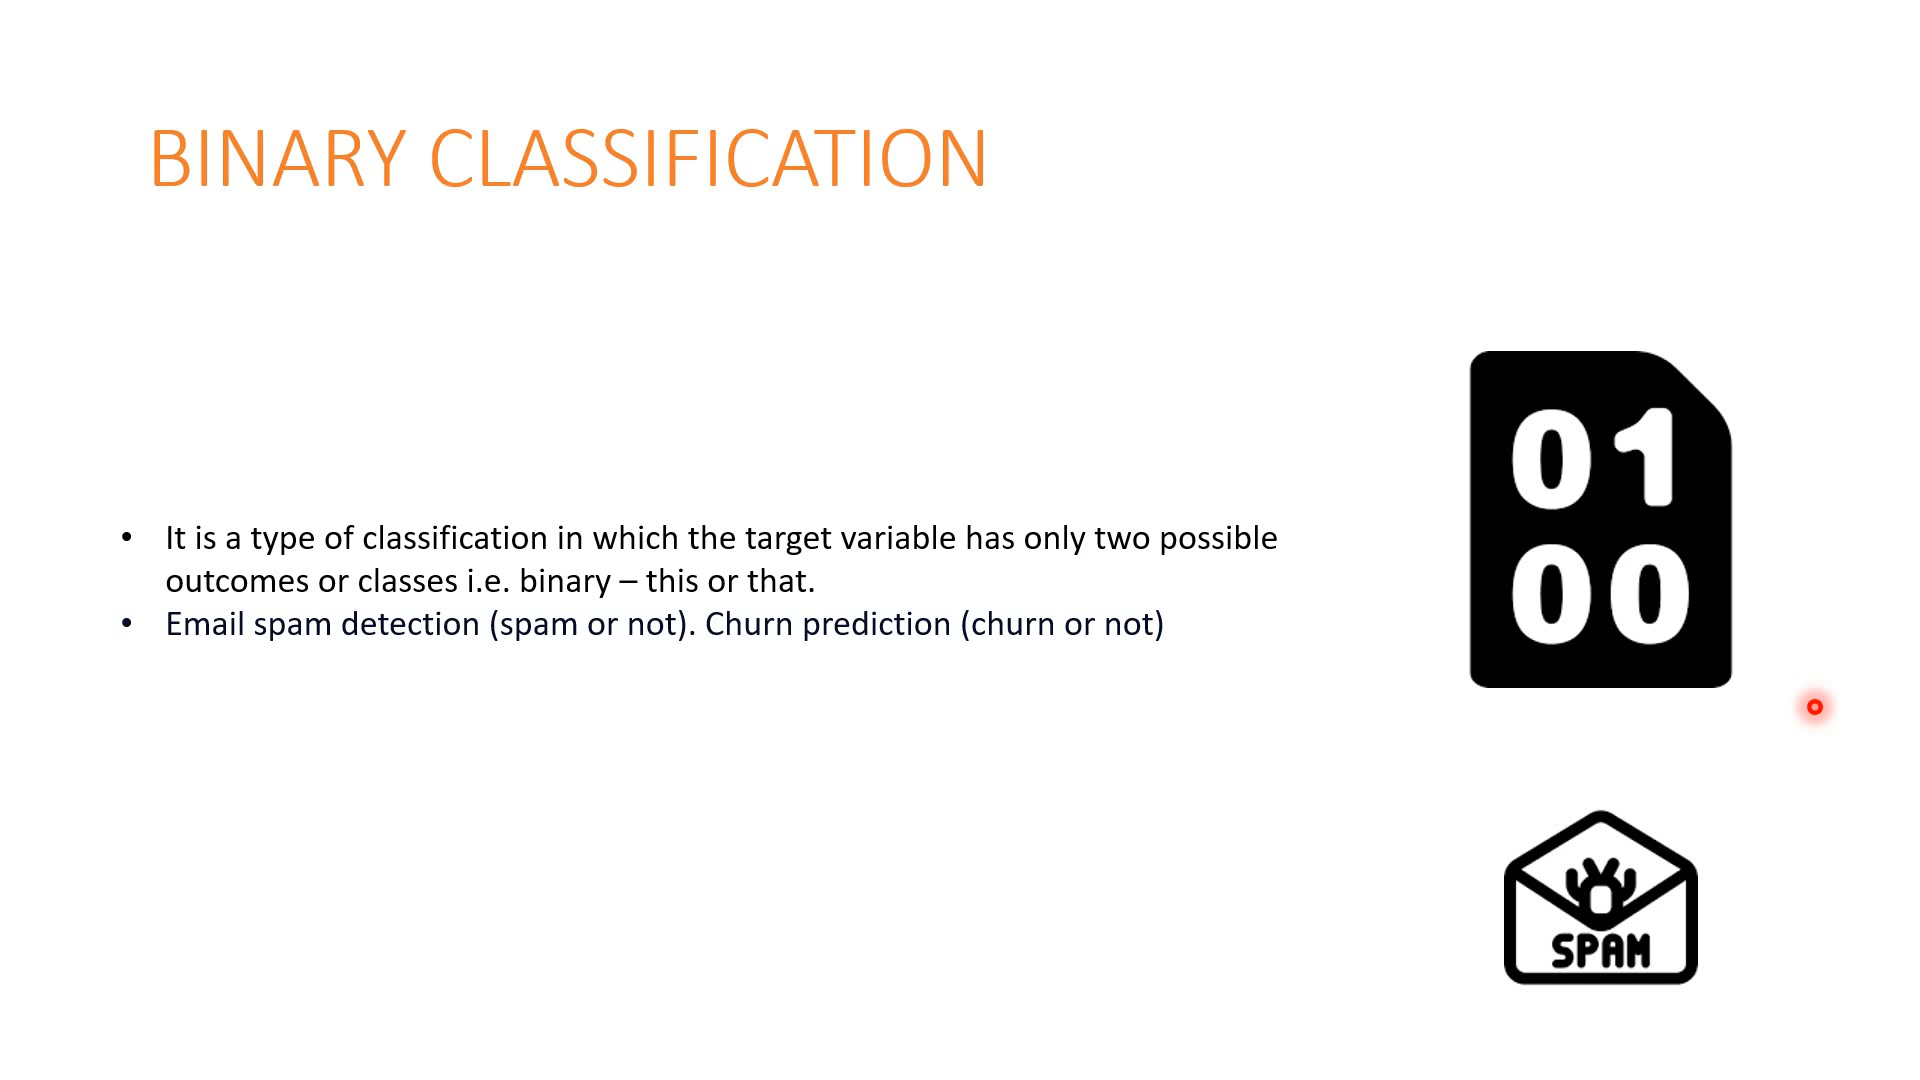 BINARY CLASSIFICATION
• It is a type of classification in which the target variable has only two possible
outcomes or classes i.e. binary – this or that.
• Email spam detection (spam or not). Churn prediction (churn or not)
01
00
SPAM